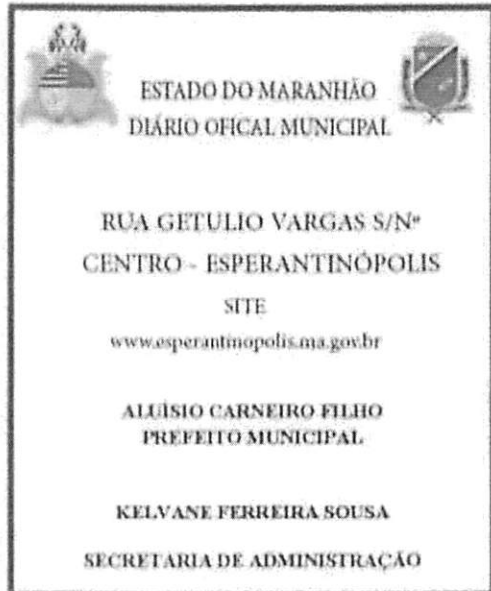 ESTADO DO MARANHÃO
DIÁRIO OFICAL MUNICIPAL
RUA GETULIO VARGAS S/Nº
CENTRO - ESPERANTINÓPOLIS
SITE
www.esperantinopolis.ma.gov.br
ALUÍSIO CARNEIRO FILHO
PREFEITO MUNICIPAL
KELVANE FERREIRA SOUSA
SECRETARIA DE ADMINISTRAÇÃO